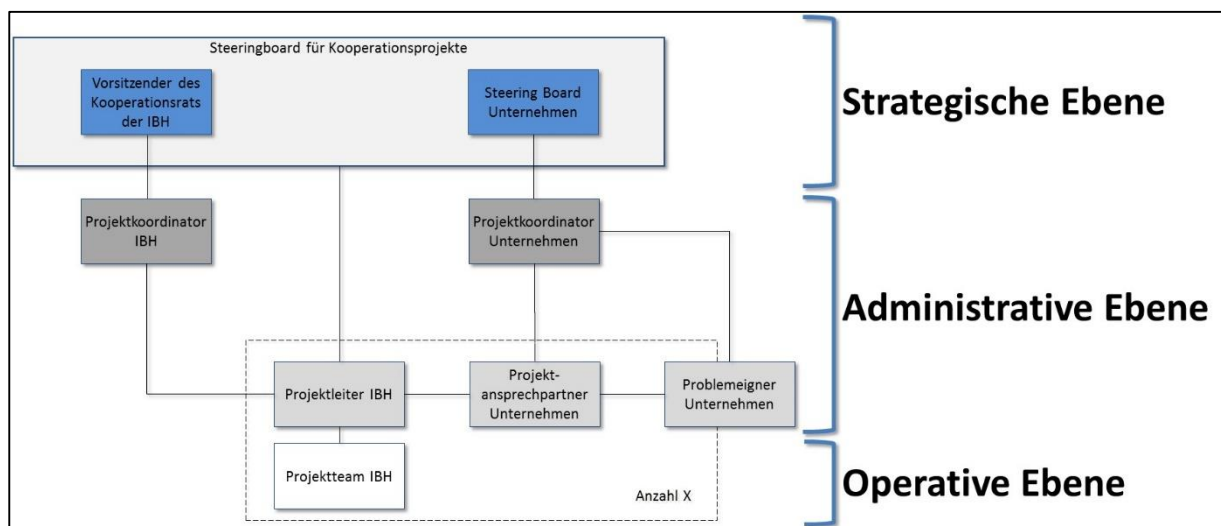 Steeringboard für Kooperationsprojekte
Vorsitzender des
Kooperationsrats
der IBH
Steering Board
Unternehmen
Strategische Ebene
Projektkoordinator
IBH
Projektkoordinator
Unternehmen
Administrative Ebene
Projektleiter IBH
Projekt-
ansprechpartner
Unternehmen
Problemeigner
Unternehmen
Projektteam IBH
Anzahl X
Operative Ebene